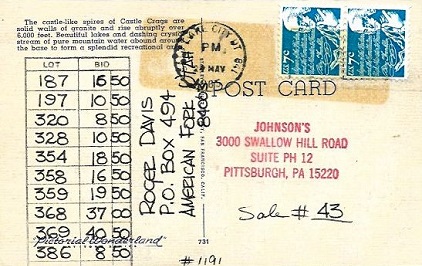 The castle-like spires of Castle Crags are
solid walls of granite and rise abruptly over
6,000 feet. Beautiful lakes and dashing crystal
stream of pure mountain water abound around
the base to form a splendid recreational area
LOT BID
187 16 50
197 10 50
320 8 50
328 10 50
354 18 50
358 16 50
359 19 50
368 37 00
369 40 50
386 8 50
"Pictorial Wonderland"
731
Roger Davis
P.O. Box 494
American Fork, Utah
84003
PM
MAY
7c
7c
POST CARD
JOHNSON'S
3000 SWALLOW HILL ROAD
SUITE PH 12
PITTSBURGH, PA 15220
Sale # 43
# 1191